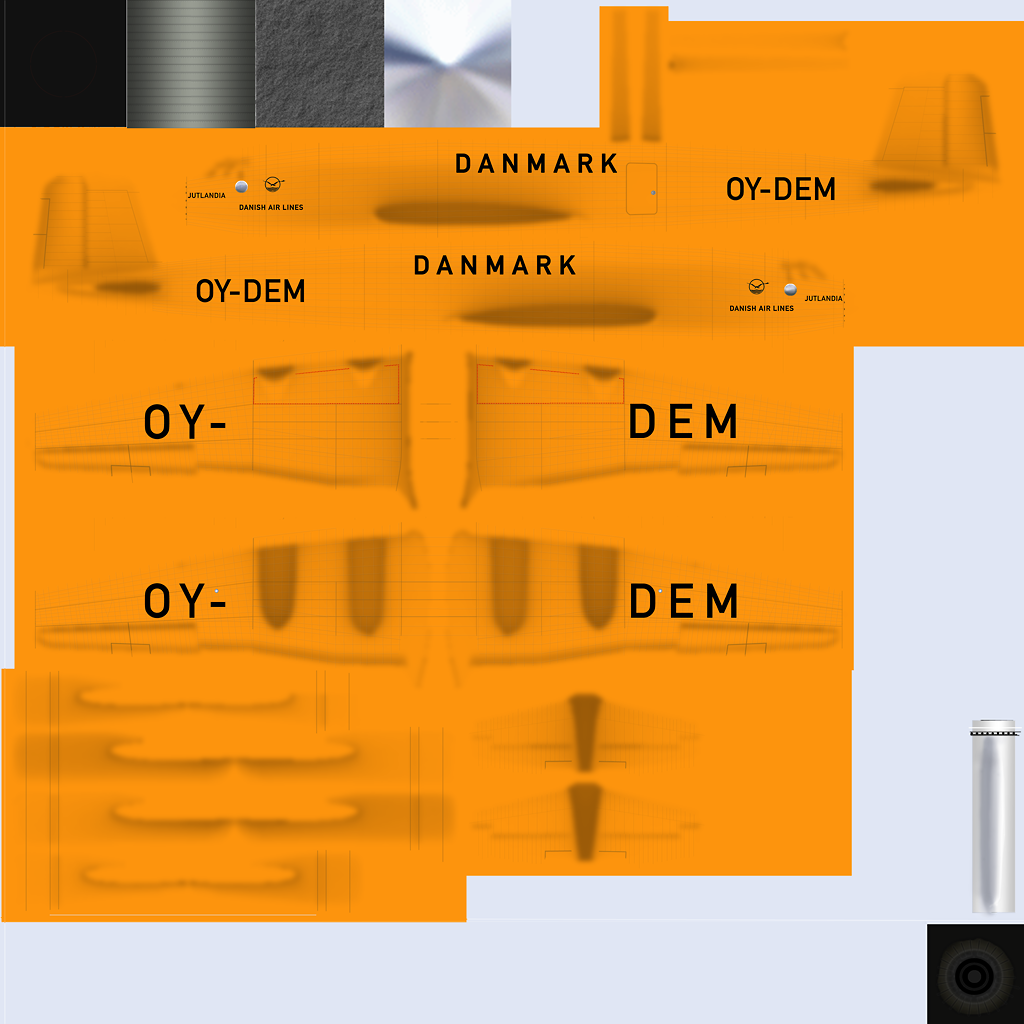 DANMARK
JUTLANDIA
DANISH AIR LINES
OY-DEM
DANMARK
OY-DEM
DANISH AIR LINES
JUTLANDIA
OY-
DEM
OY-
DEM